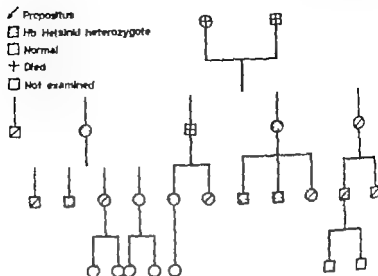 Propositus
Hb Helsinki heterozygote
Normal
Died
Not examined